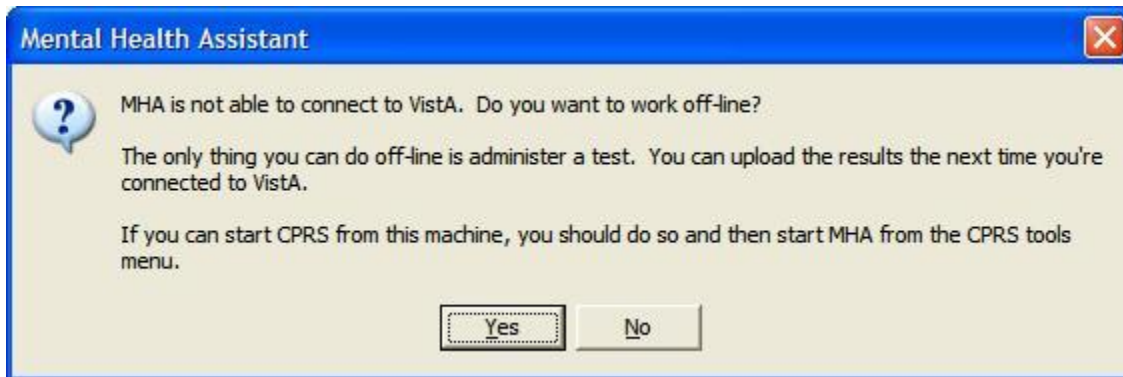 Mental Health Assistant
MHA is not able to connect to VistA.  Do you want to work off-line?
The only thing you can do off-line is administer a test.  You can upload the results the next time you're
connected to VistA.
If you can start CPRS from this machine, you should do so and then start MHA from the CPRS tools
menu.
Yes No